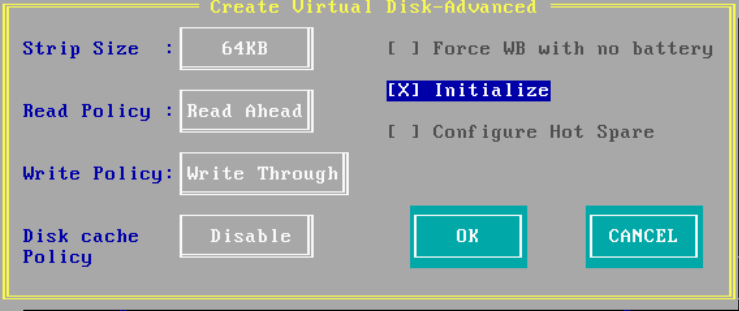 Create Virtual Disk-Advanced
Strip Size : 64KB
[ ] Force WB with no battery
[X] Initialize
Read Policy : Read Ahead
[ ] Configure Hot Spare
Write Policy: Write Through
Disk cache Policy Disable
OK
CANCEL